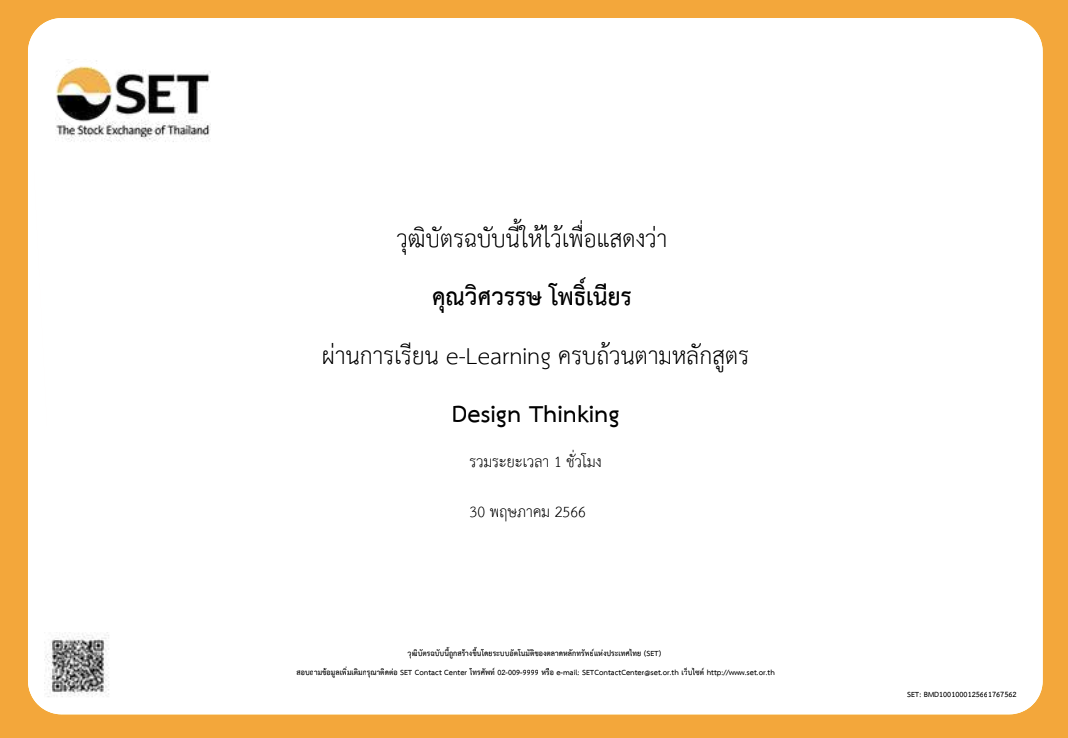 SET
The Stock Exchange of Thailand
วุฒิบัตรฉบับนี้ให้ไว้เพื่อแสดงว่า
คุณวิศวรรษ โพธิ์เนียร
ผ่านการเรียน e-Learning ครบถ้วนตามหลักสูตร
Design Thinking
รวมระยะเวลา 1 ชั่วโมง
30 พฤษภาคม 2566
วุฒิบัตรฉบับนี้ถูกสร้างขึ้นโดยระบบอัตโนมัติของตลาดหลักทรัพย์แห่งประเทศไทย (SET)
สอบถามข้อมูลเพิ่มเติมกรุณาติดต่อ SET Contact Center โทรศัพท์ 02-009-9999 หรือ e-mail: SETContactCenter@set.or.th เว็บไซต์ http://www.set.or.th
SET: BMD1001000125661767562